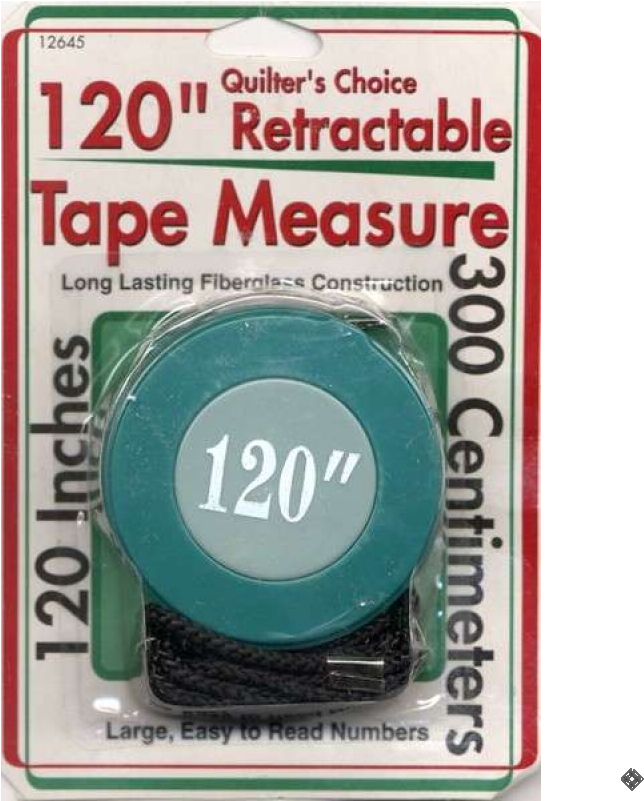 12645
Quilter's Choice
120" Retractable
Tape Measure
Long Lasting Fiberglass Construction
120 Inches
300 Centimeters
120"
Large, Easy to Read Numbers